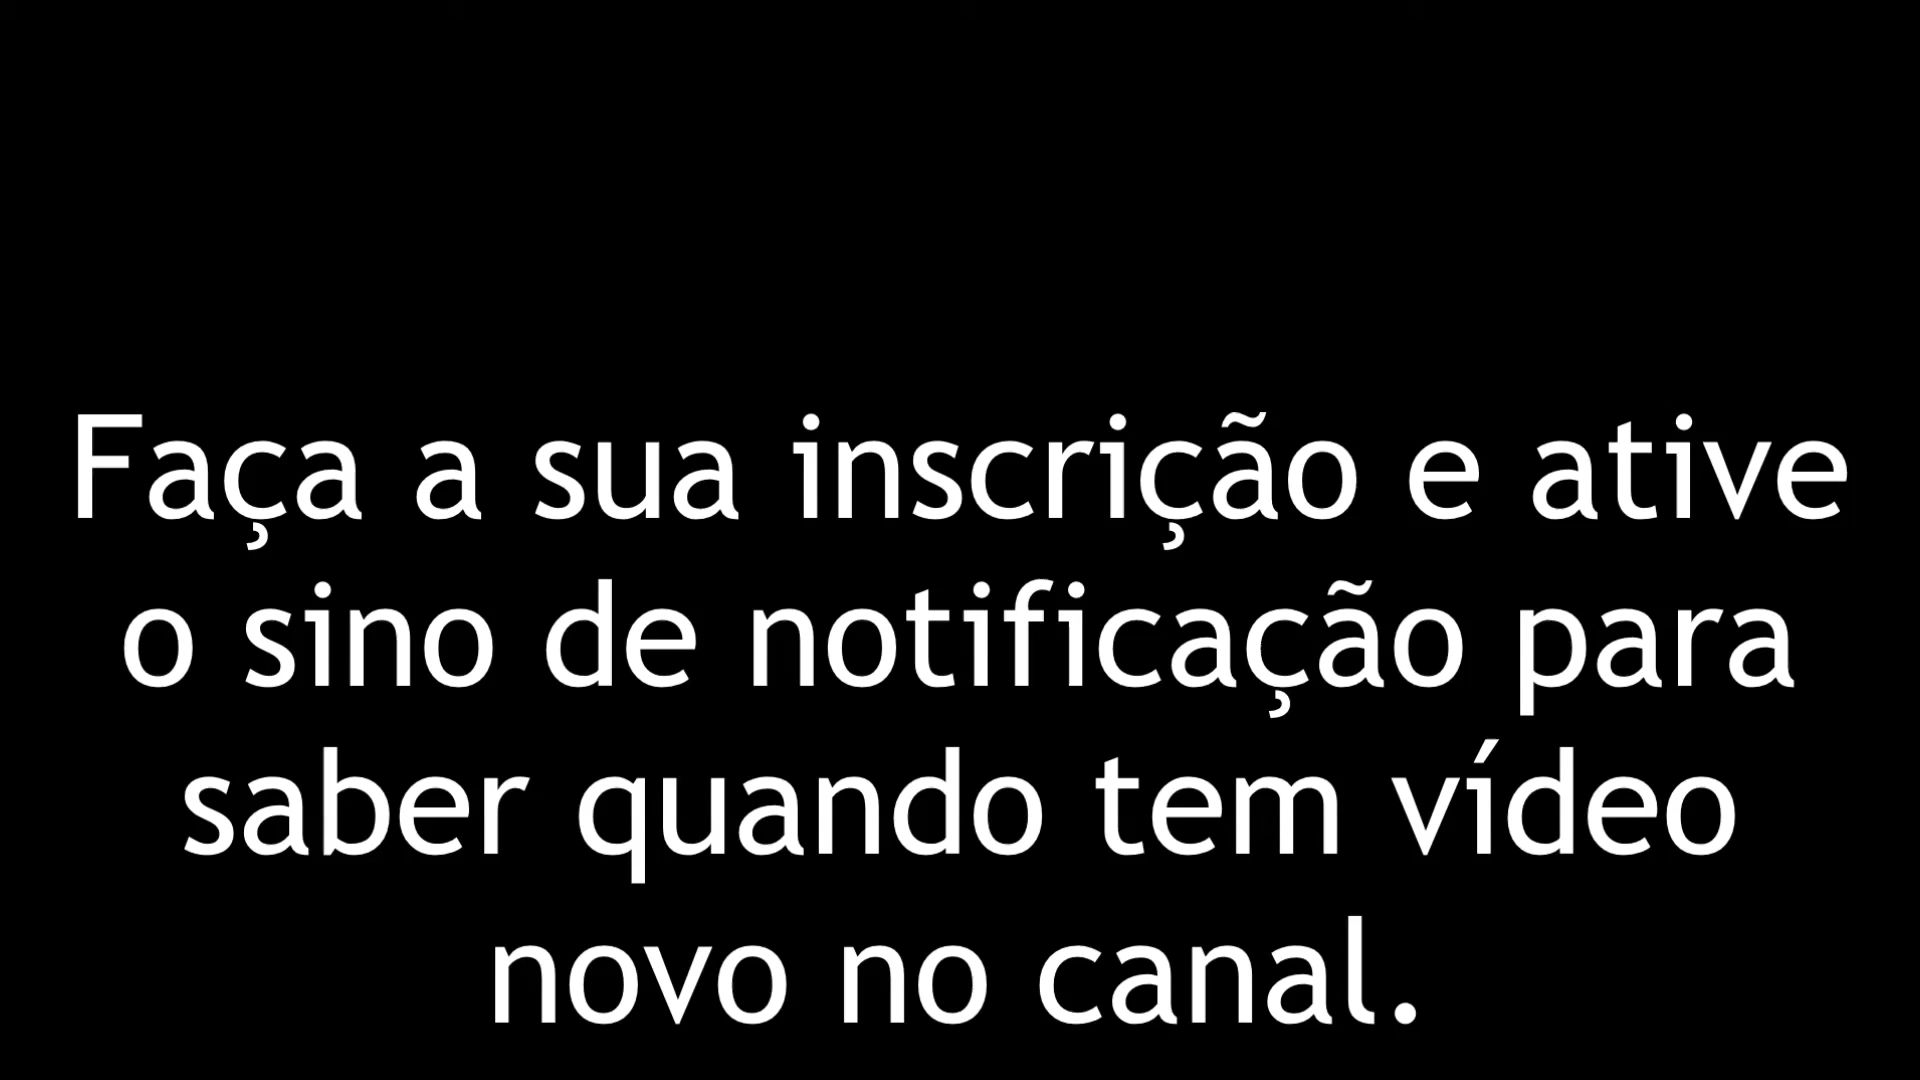 Faça a sua inscrição e ative
o sino de notificação para
saber quando tem vídeo
novo no canal.